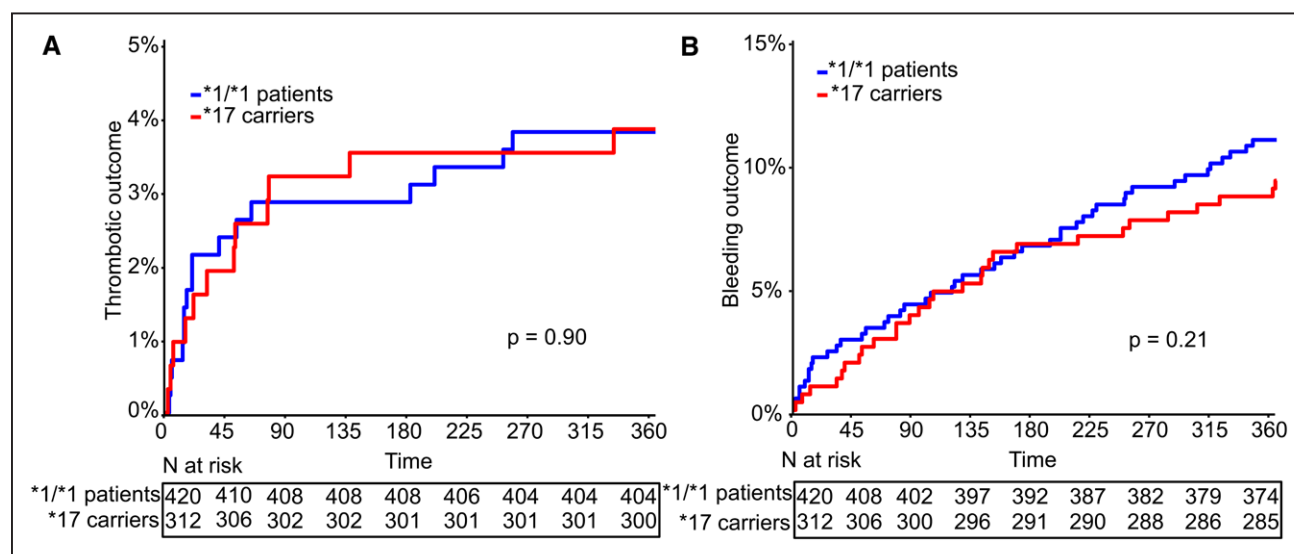 A
5%
4%
3%
2%
1%
0%
Thrombotic outcome
*1/*1 patients
*17 carriers
p = 0.90
0 45 90 135 180 225 270 315 360
N at risk
Time
*1/*1 patients 420 410 408 408 408 406 404 404 404
*17 carriers 312 306 302 302 301 301 301 301 300
B
15%
10%
5%
0%
Bleeding outcome
*1/*1 patients
*17 carriers
p = 0.21
0 45 90 135 180 225 270 315 360
N at risk
Time
*1/*1 patients 420 408 402 397 392 387 382 379 374
*17 carriers 312 306 300 296 291 290 288 286 285